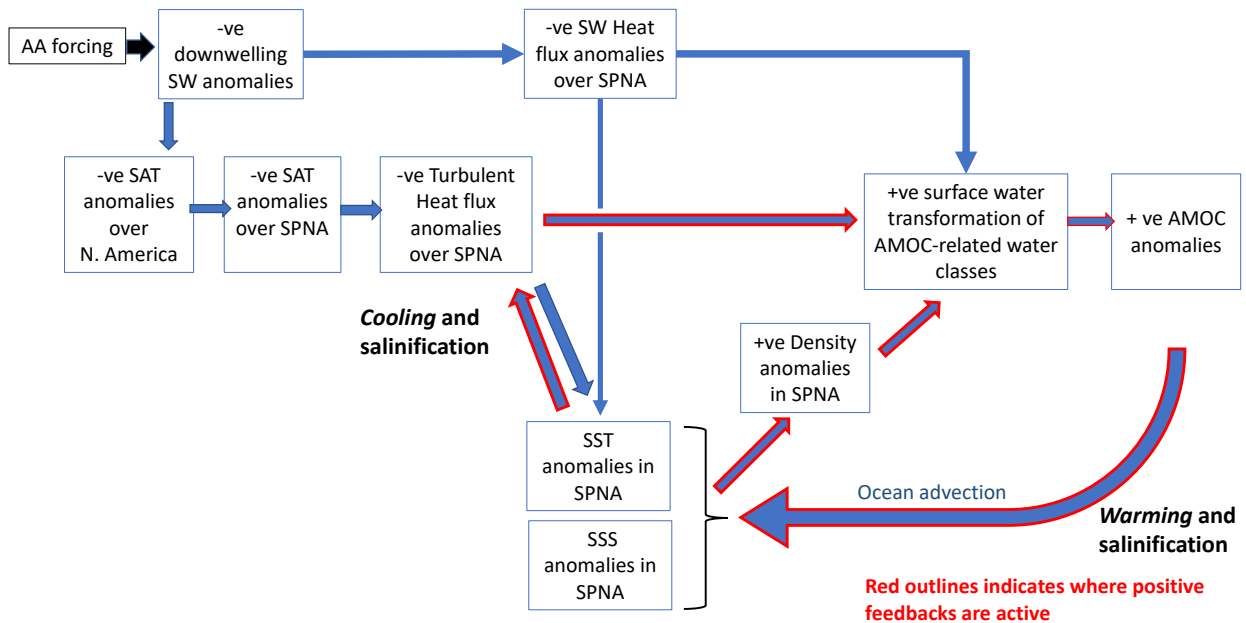 AA forcing
-ve
downwelling
SW anomalies
-ve SW Heat
flux anomalies
over SPNA
-ve SAT
anomalies
over
N. America
-ve SAT
anomalies
over SPNA
-ve Turbulent
Heat flux
anomalies
over SPNA
+ve surface water
transformation of
AMOC-related water
classes
+ ve AMOC
anomalies
Cooling and
salinification
+ve Density
anomalies
in SPNA
SST
anomalies in
SPNA
SSS
anomalies in
SPNA
Ocean advection
Warming and
salinification
Red outlines indicates where positive
feedbacks are active